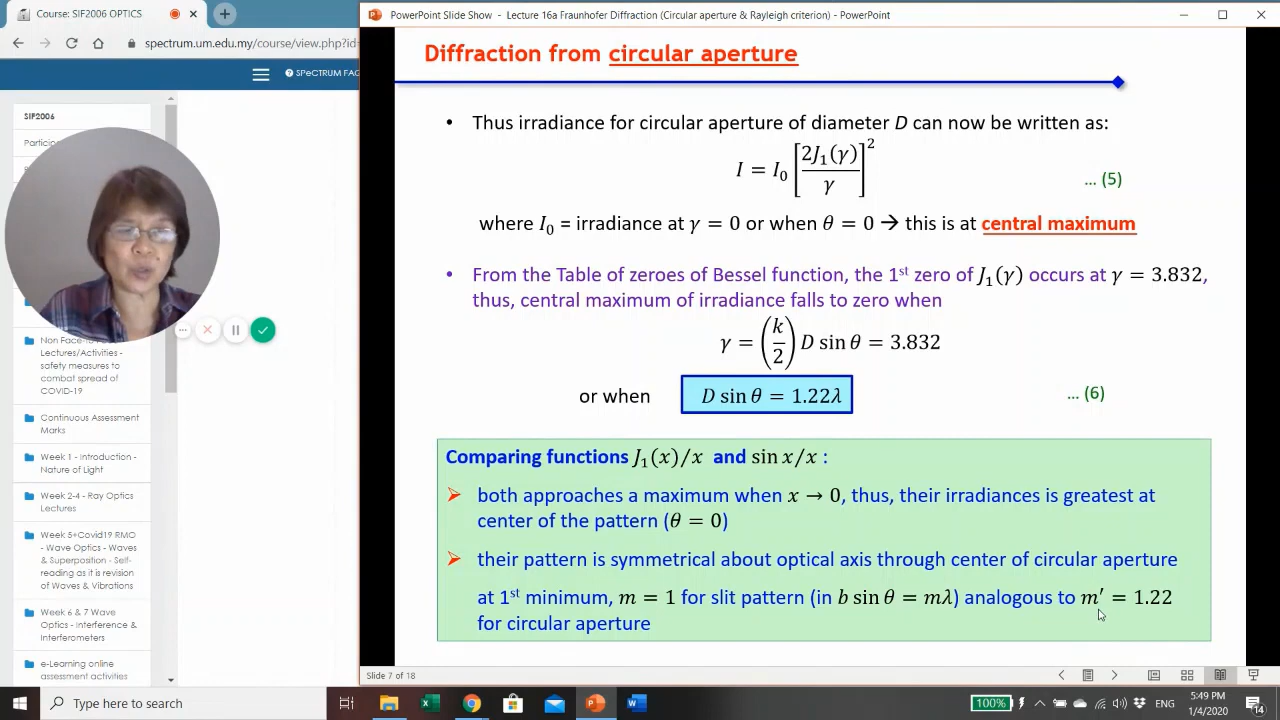 Course: SIF2006 OPTICS
spectrum.um.edu.my/course/view.php?id=
SPeCTRUM FAQ
SIF2006
Particip
Non Face-to
Lectures/Activities -
safety measures to
combat spread of
COVID-19
Continuous Assessment
Marks
Week 1 - Introduction -
Nature of Light
Week 2-4 - Ray Optics
Lectures
Week 5+Covid19 RMO
- Wave Optics - Waves
& Superposition - Self-
reading as it is revision
of Waves & Vibrations
Week 6 & 7 Wave
Optics - Interference &
Interferometers
e-Learning online
assessment activities
PowerPoint Slide Show - Lecture 16a Fraunhofer Diffraction (Circular aperture & Rayleigh criterion) - PowerPoint
Diffraction from circular aperture
• Thus irradiance for circular aperture of diameter D can now be written as:
I = I₀ [2J₁(γ)/γ]² ... (5)
where I₀ = irradiance at γ = 0 or when θ = 0 → this is at central maximum
• From the Table of zeroes of Bessel function, the 1st zero of J₁(γ) occurs at γ = 3.832,
thus, central maximum of irradiance falls to zero when
γ = (k/2) D sin θ = 3.832
or when D sin θ = 1.22λ ... (6)
Comparing functions J₁(x)/x and sin x/x :
➢ both approaches a maximum when x → 0, thus, their irradiances is greatest at
center of the pattern (θ = 0)
➢ their pattern is symmetrical about optical axis through center of circular aperture
at 1st minimum, m = 1 for slit pattern (in b sin θ = mλ) analogous to m′ = 1.22
for circular aperture
Slide 7 of 18
Type here to search
100%
ENG
5:49 PM
1/4/2020
14